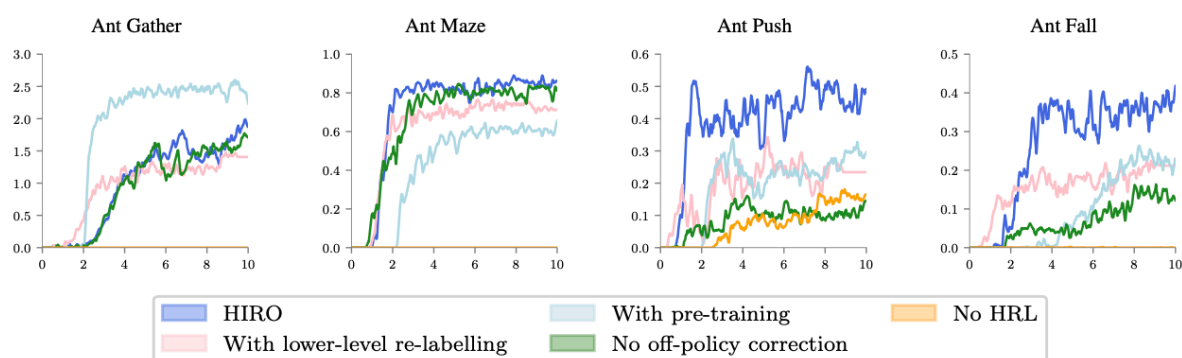 Ant Gather
Ant Maze
Ant Push
Ant Fall
3.0
2.5
2.0
1.5
1.0
0.5
0.0
0 2 4 6 8 10
1.0
0.8
0.6
0.4
0.2
0.0
0 2 4 6 8 10
0.6
0.5
0.4
0.3
0.2
0.1
0.0
0 2 4 6 8 10
0.5
0.4
0.3
0.2
0.1
0.0
0 2 4 6 8 10
HIRO
With pre-training
No HRL
With lower-level re-labelling
No off-policy correction